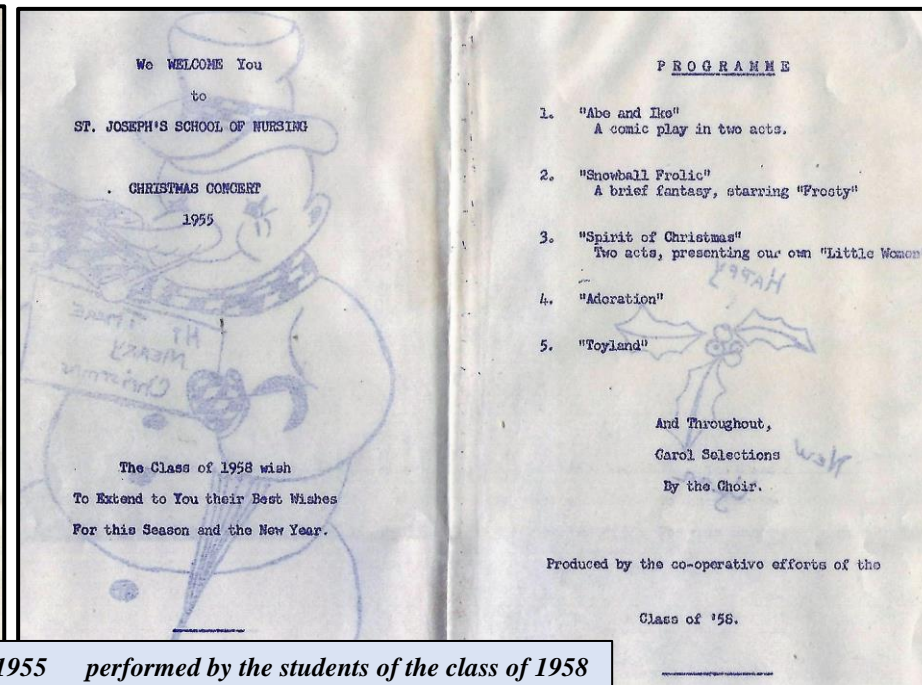 We WELCOME You
to
ST. JOSEPH'S SCHOOL OF NURSING
CHRISTMAS CONCERT
1955
HI THERE
MERRY
Christmas
The Class of 1958 wish
To Extend to You their Best Wishes
For this Season and the New Year.
PROGRAMME
1. "Abe and Ike"
A comic play in two acts.
2. "Snowball Frolic"
A brief fantasy, starring "Frosty"
3. "Spirit of Christmas"
Two acts, presenting our own "Little Women
HAPPY
4. "Adoration"
5. "Toyland"
And Throughout,
Carol Selections
New
By the Choir.
Produced by the co-operative efforts of the
Class of '58.
1955 performed by the students of the class of 1958